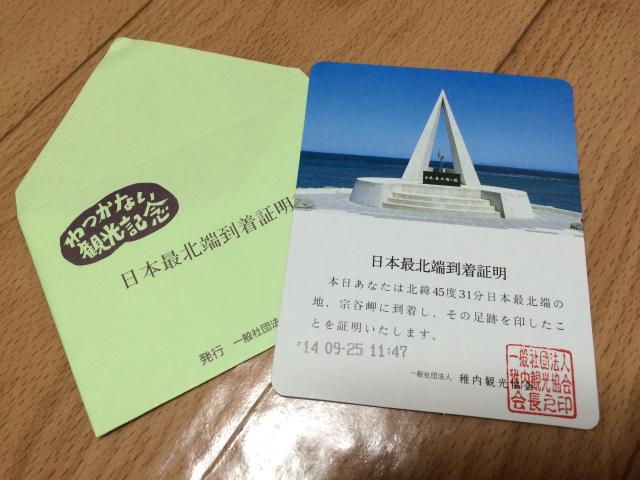 わっかない
観光記念
日本最北端到着証明
発行 一般社団法
日本最北端到着証明
本日あなたは北緯45度31分日本最北端の
地、宗谷岬に到着し、その足跡を印したこ
とを証明いたします。
'14 09-25 11:47
一般社団法人 稚内観光協会
一般社団法人
稚内観光協会
会長之印